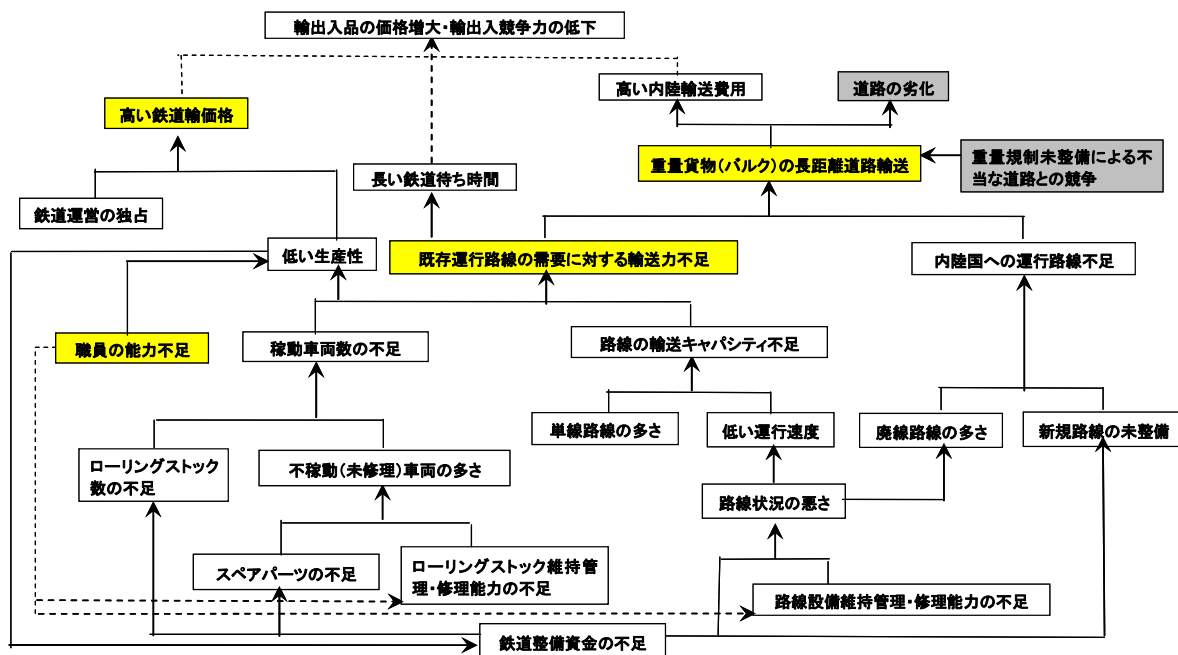 輸出入品の価格増大・輸出入競争力の低下
高い内陸輸送費用
道路の劣化
高い鉄道輸価格
重量貨物(バルク)の長距離道路輸送
重量規制未整備による不
当な道路との競争
長い鉄道待ち時間
鉄道運営の独占
低い生産性
既存運行路線の需要に対する輸送力不足
内陸国への運行路線不足
職員の能力不足
稼動車両数の不足
路線の輸送キャパシティ不足
単線路線の多さ
低い運行速度
廃線路線の多さ
新規路線の未整備
ローリングストック
数の不足
不稼動(未修理)車両の多さ
路線状況の悪さ
スペアパーツの不足
ローリングストック維持管
理・修理能力の不足
路線設備維持管理・修理能力の不足
鉄道整備資金の不足